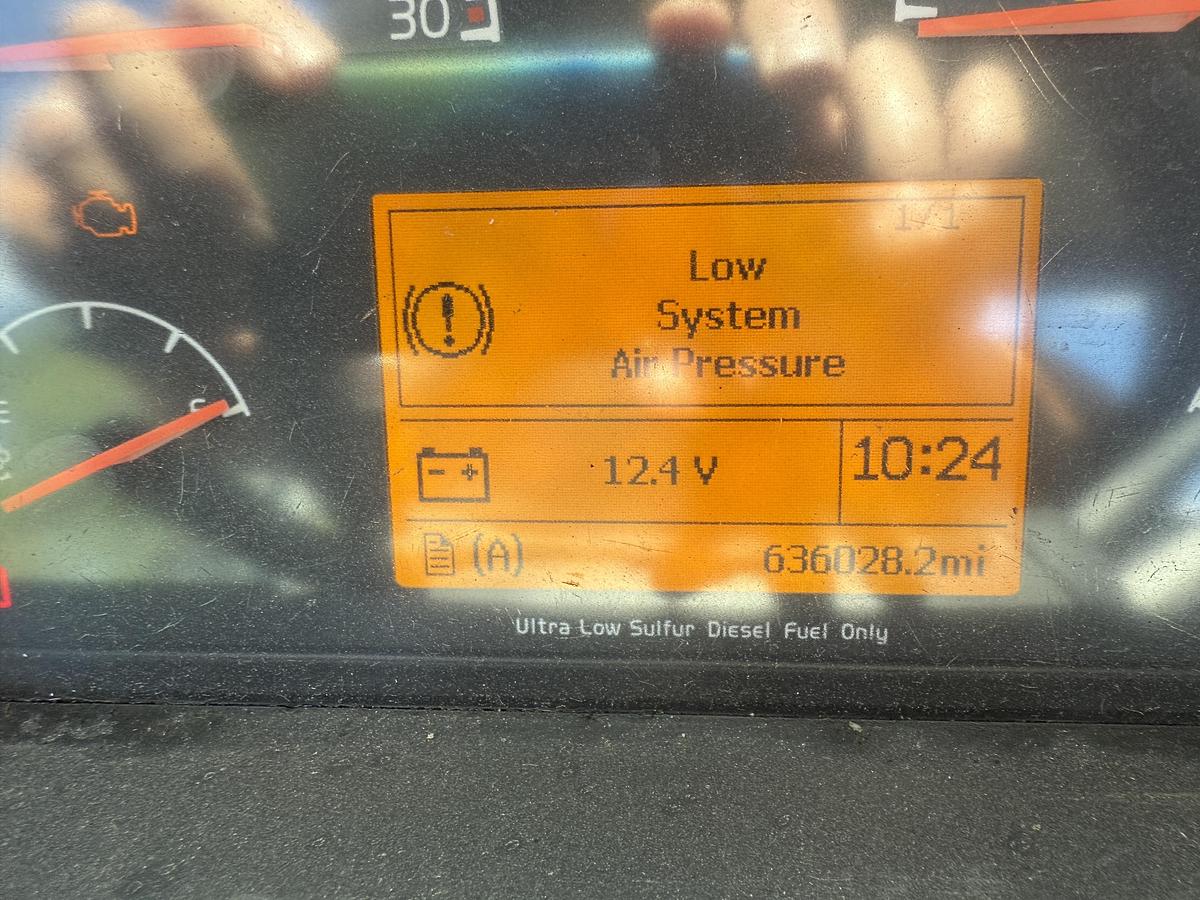 30
1/1
Low
System
Air Pressure
12.4 V
10:24
(A)
636028.2mi
Ultra Low Sulfur Diesel Fuel Only